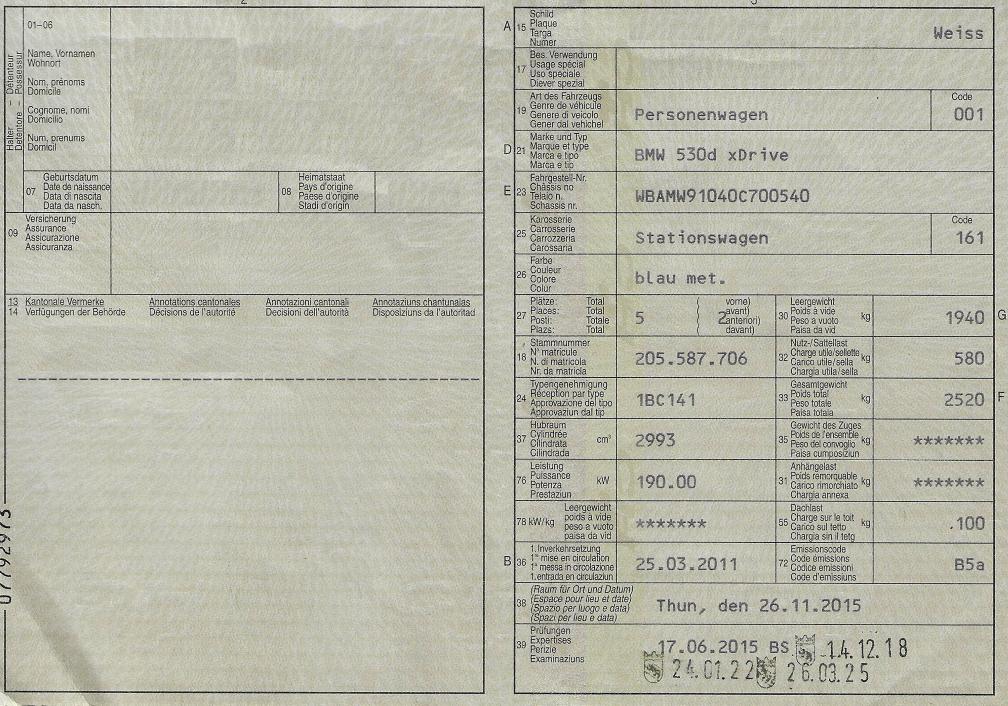 01–06
Halter – Détenteur
Detentore – Possessur
Name, Vornamen
Wohnort
Nom, prénoms
Domicile
Cognome, nomi
Domicilio
Num, prenums
Domicil
07
Geburtsdatum
Date de naissance
Data di nascita
Data da nasch.
08
Heimatstaat
Pays d'origine
Paese d'origine
Stadi d'origin
09
Versicherung
Assurance
Assicurazione
Assicuranza
13 Kantonale Vermerke Annotations cantonales Annotazioni cantonali Annotaziuns chantunalas
14 Verfügungen der Behörde Décisions de l'autorité Decisioni dell'autorità Disposiziuns da l'autoritad
07792973
A 15
Schild
Plaque
Targa
Numer
Weiss
17
Bes. Verwendung
Usage spécial
Uso speciale
Diever spezial
19
Art des Fahrzeugs
Genre de véhicule
Genere di veicolo
Gener dal vehichel
Personenwagen
Code
001
D 21
Marke und Typ
Marque et type
Marca e tipo
Marca e tip
BMW 530d xDrive
E 23
Fahrgestell-Nr.
Châssis no
Telaio n.
Schassis nr.
WBAMW91040C700540
25
Karosserie
Carrosserie
Carrozzeria
Carossaria
Stationswagen
Code
161
26
Farbe
Couleur
Colore
Colur
blau met.
27
Plätze: Total ( vorne)
Places: Total ( avant)
Posti: Totale anteriori)
Plazs: Total davant)
5 2
30
Leergewicht
Poids à vide
Peso a vuoto
Paisa da vid
kg
1940
G
18
Stammnummer
N° matricule
N. di matricola
Nr. da matricla
205.587.706
32
Nutz-/Sattellast
Charge utile/sellette
Carico utile/sella
Chargia utila/sella
kg
580
24
Typengenehmigung
Réception par type
Approvazione del tipo
Approvaziun dal tip
1BC141
33
Gesamtgewicht
Poids total
Peso totale
Paisa totala
kg
2520
F
37
Hubraum
Cylindrée
Cilindrata
Cilindrada
cm³
2993
35
Gewicht des Zuges
Poids de l'ensemble
Peso del convoglio
Paisa cumposiziun
kg
*******
76
Leistung
Puissance
Potenza
Prestaziun
kW
190.00
31
Anhängelast
Poids remorquable
Carico rimorchiato
Chargia annexa
kg
*******
78 kW/kg
Leergewicht
poids à vide
peso a vuoto
paisa da vid
*******
55
Dachlast
Charge sur le toit
Carico sul tetto
Chargia sin il tetg
kg
.100
B 36
1. Inverkehrsetzung
1re mise en circulation
1a messa in circolazione
1. entrada en circulaziun
25.03.2011
72
Emissionscode
Code émissions
Codice emissioni
Code d'emissiuns
B5a
38
(Raum für Ort und Datum)
(Espace pour lieu et date)
(Spazio per luogo e data)
(Spazi per lieu e data)
Thun, den 26.11.2015
39
Prüfungen
Expertises
Perizie
Examinaziuns
17.06.2015 BS 14.12.18
24.01.22 26.03.25